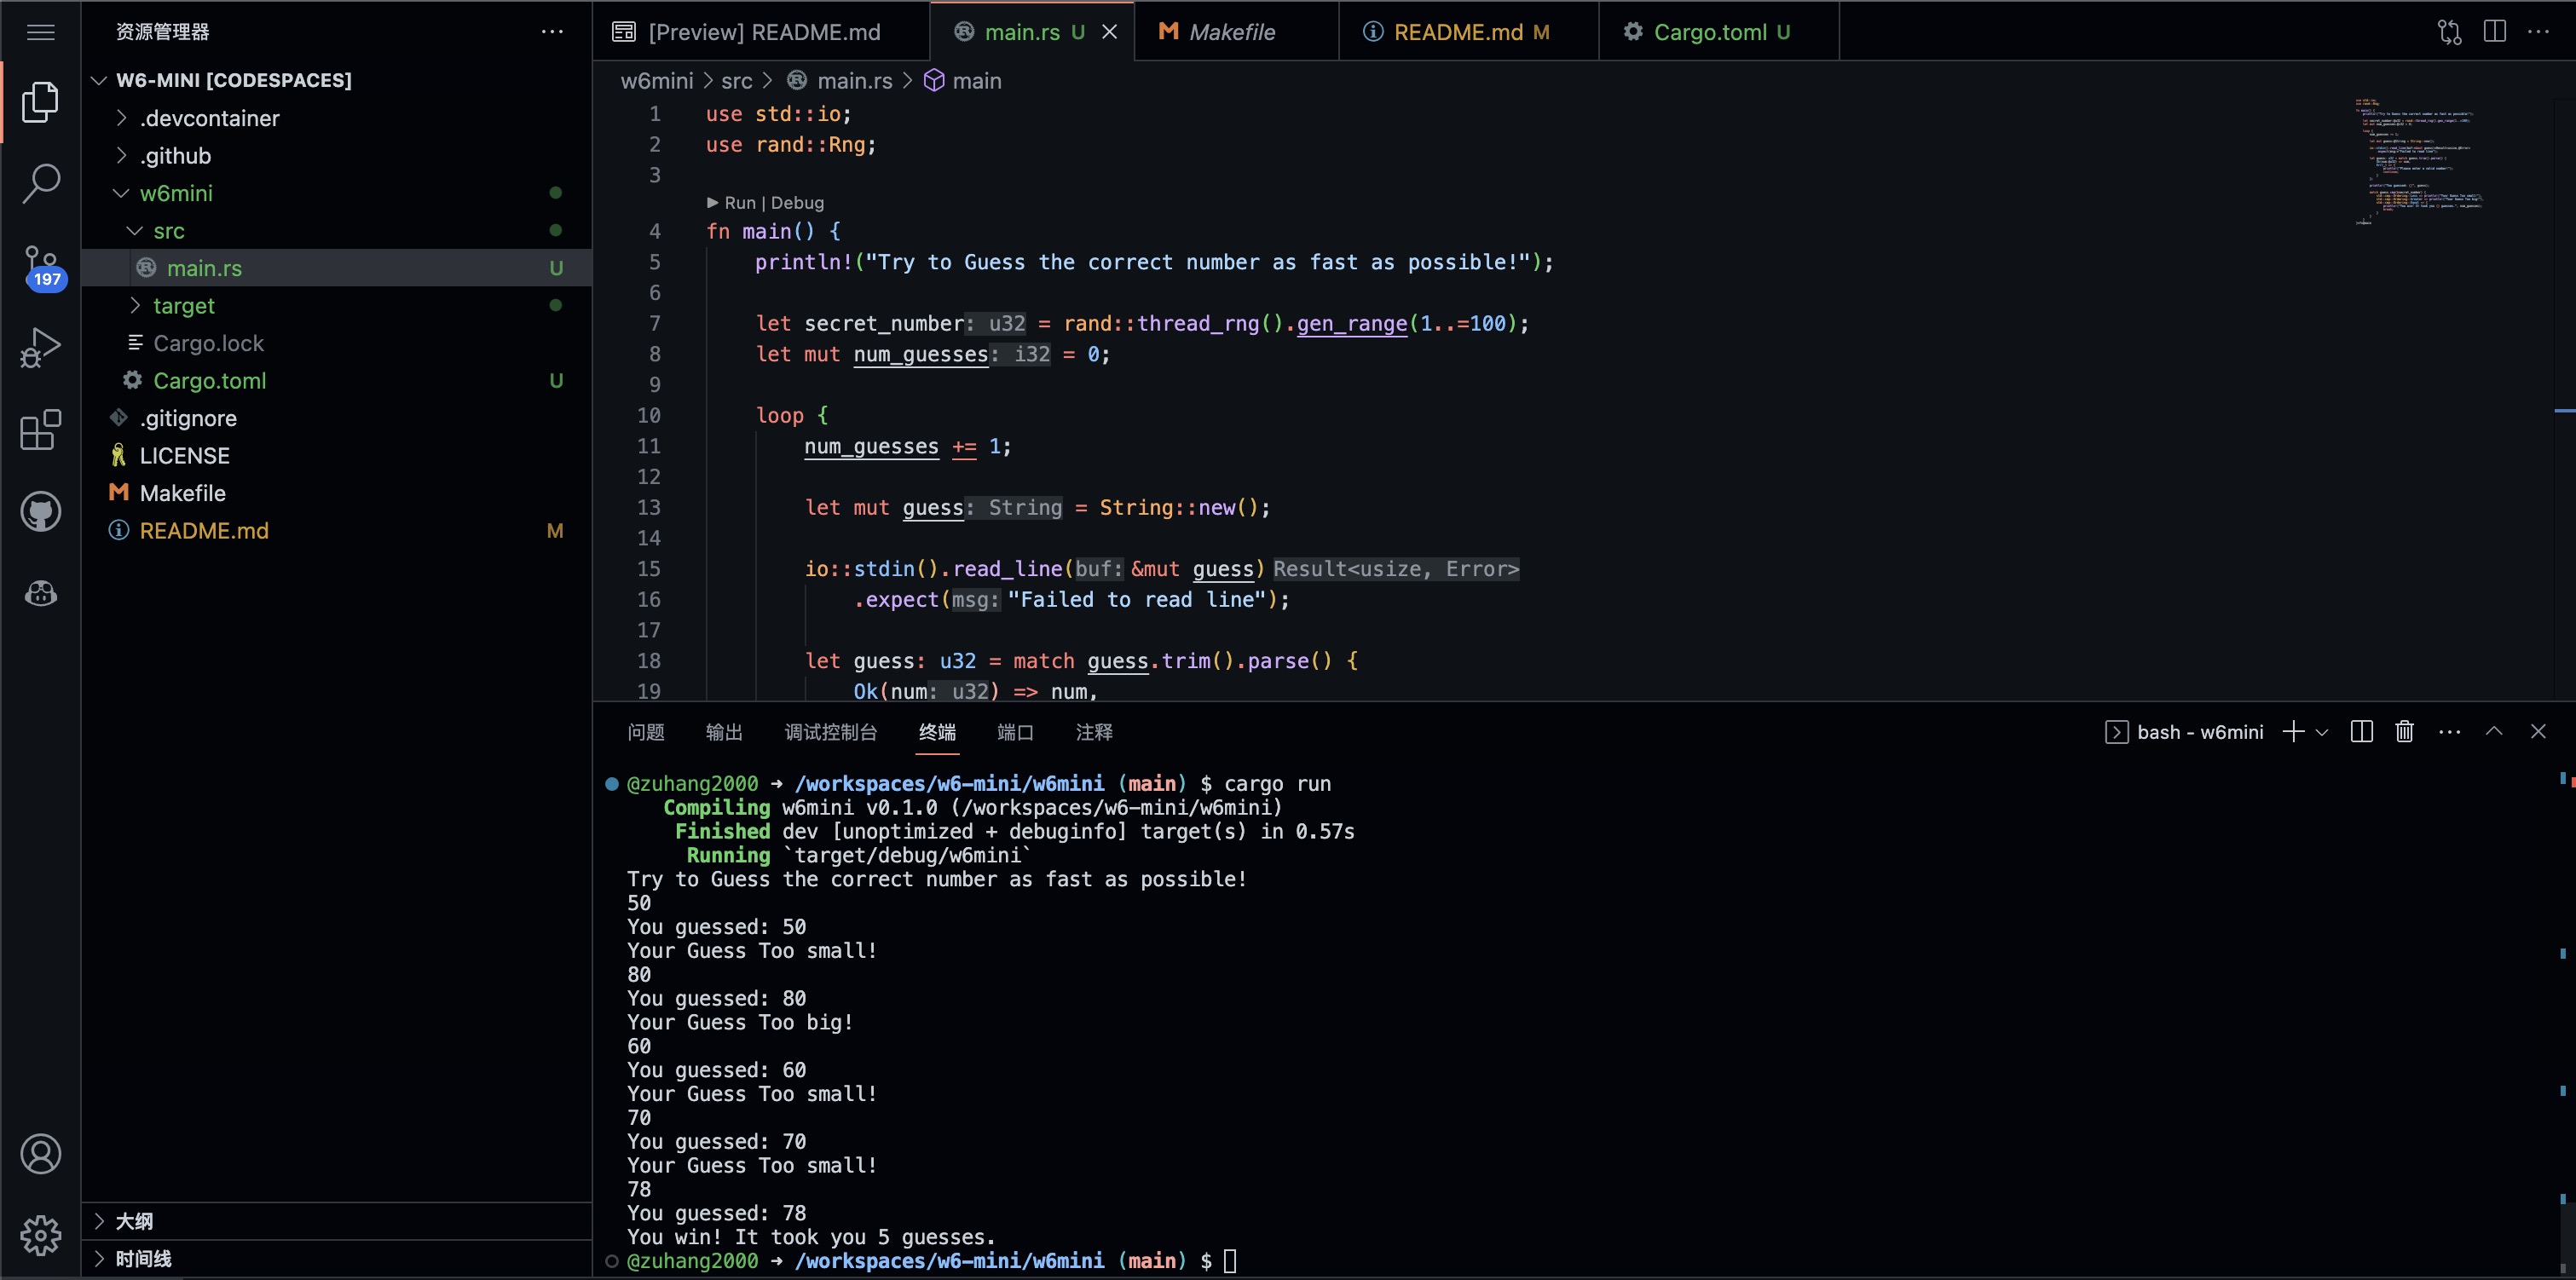 资源管理器
W6-MINI [CODESPACES]
.devcontainer
.github
w6mini
src
main.rs U
target
Cargo.lock
Cargo.toml U
.gitignore
LICENSE
Makefile
README.md M
大纲
时间线
197
[Preview] README.md
main.rs U
Makefile
README.md M
Cargo.toml U
w6mini > src > main.rs > main
1 use std::io;
2 use rand::Rng;
3
Run | Debug
4 fn main() {
5 println!("Try to Guess the correct number as fast as possible!");
6
7 let secret_number: u32 = rand::thread_rng().gen_range(1..=100);
8 let mut num_guesses: i32 = 0;
9
10 loop {
11 num_guesses += 1;
12
13 let mut guess: String = String::new();
14
15 io::stdin().read_line(buf: &mut guess) Result<usize, Error>
16 .expect(msg: "Failed to read line");
17
18 let guess: u32 = match guess.trim().parse() {
19 Ok(num: u32) => num,
问题 输出 调试控制台 终端 端口 注释
bash - w6mini
@zuhang2000 → /workspaces/w6-mini/w6mini (main) $ cargo run
Compiling w6mini v0.1.0 (/workspaces/w6-mini/w6mini)
Finished dev [unoptimized + debuginfo] target(s) in 0.57s
Running `target/debug/w6mini`
Try to Guess the correct number as fast as possible!
50
You guessed: 50
Your Guess Too small!
80
You guessed: 80
Your Guess Too big!
60
You guessed: 60
Your Guess Too small!
70
You guessed: 70
Your Guess Too small!
78
You guessed: 78
You win! It took you 5 guesses.
@zuhang2000 → /workspaces/w6-mini/w6mini (main) $